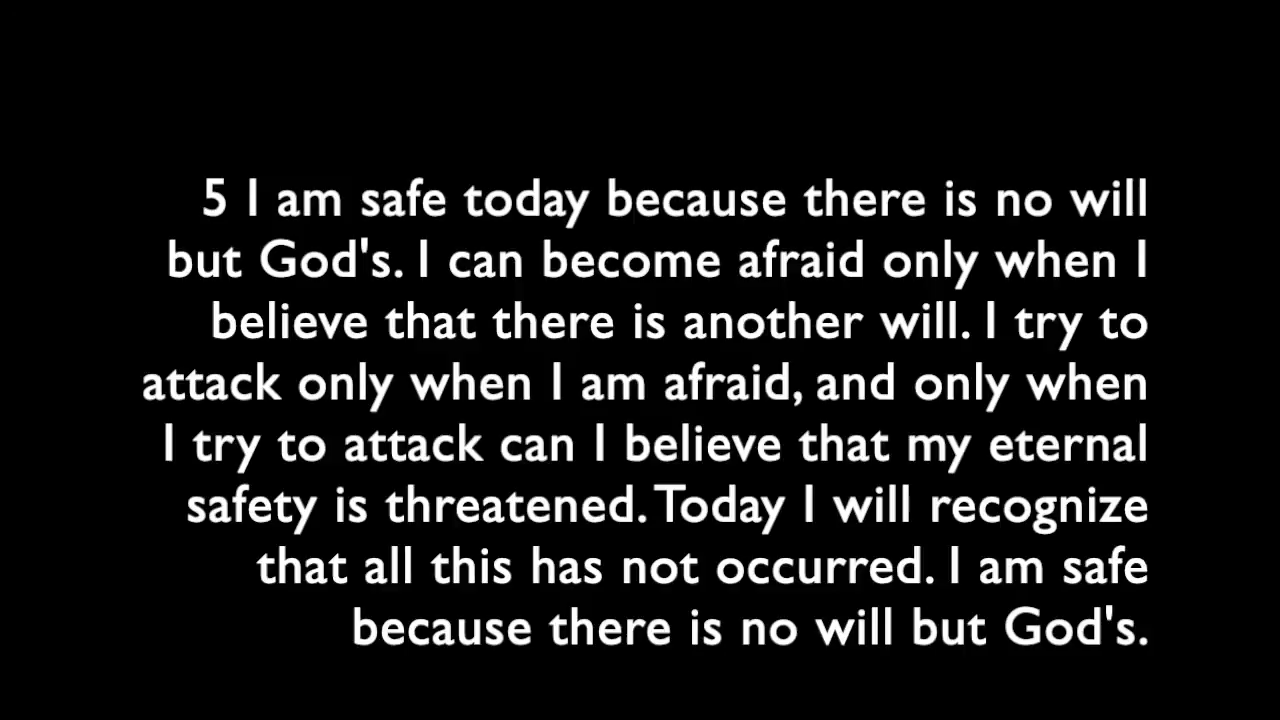 5 I am safe today because there is no will
but God's. I can become afraid only when I
believe that there is another will. I try to
attack only when I am afraid, and only when
I try to attack can I believe that my eternal
safety is threatened. Today I will recognize
that all this has not occurred. I am safe
because there is no will but God's.